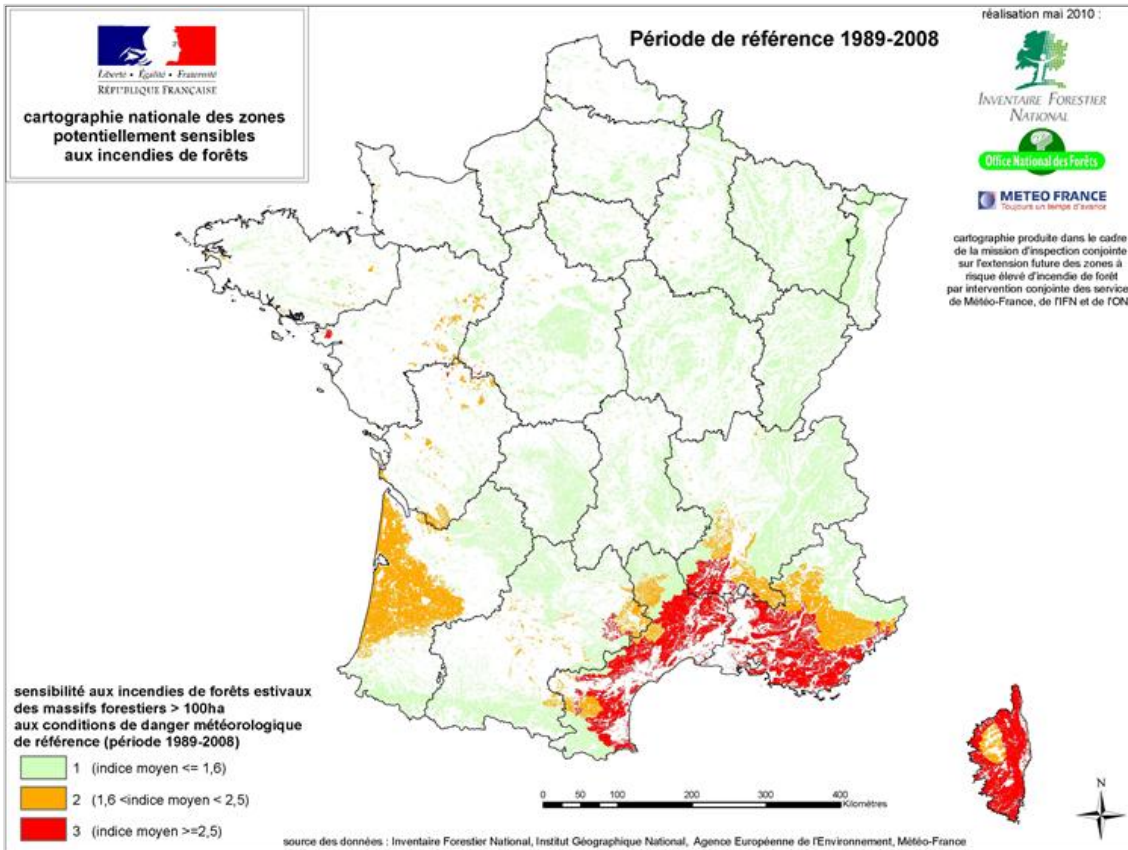 Liberté • Égalité • Fraternité
RÉPUBLIQUE FRANÇAISE
cartographie nationale des zones
potentiellement sensibles
aux incendies de forêts
Période de référence 1989-2008
réalisation mai 2010 :
INVENTAIRE FORESTIER
NATIONAL
Office National des Forêts
METEO FRANCE
Toujours un temps d'avance
cartographie produite dans le cadre
de la mission d'inspection conjointe
sur l'extension future des zones à
risque élevé d'incendie de forêt
par intervention conjointe des service
de Météo-France, de l'IFN et de l'ON
sensibilité aux incendies de forêts estivaux
des massifs forestiers > 100ha
aux conditions de danger météorologique
de référence (période 1989-2008)
1 (indice moyen <= 1,6)
2 (1,6 <indice moyen < 2,5)
3 (indice moyen >=2,5)
0 50 100 200 300 400
Kilomètres
N
source des données : Inventaire Forestier National, Institut Géographique National, Agence Européenne de l'Environnement, Météo-France